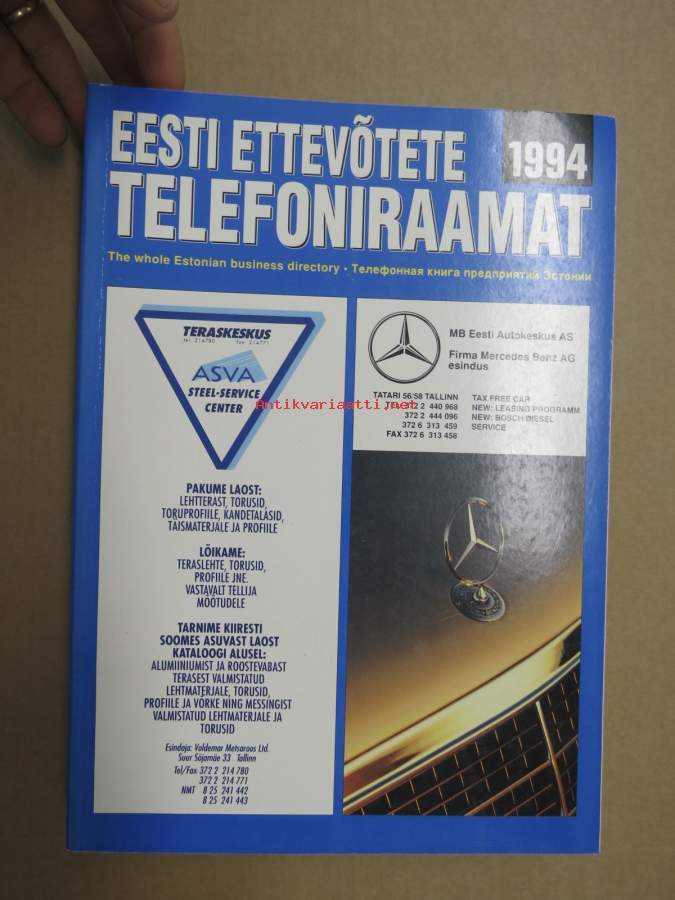 EESTI ETTEVÕTETE 1994
TELEFONIRAAMAT
The whole Estonian business directory • Телефонная книга предприятий Эстонии
TERASKESKUS
tel. 214780 fax: 214771
ASVA
STEEL-SERVICE
CENTER
PAKUME LAOST:
LEHTTERAST, TORUSID,
TORUPROFIILE, KANDETALASID,
TÄISMATERJALE JA PROFIILE
LÕIKAME:
TERASLEHTE, TORUSID,
PROFIILE JNE.
VASTAVALT TELLIJA
MÕÕTUDELE
TARNIME KIIRESTI
SOOMES ASUVAST LAOST
KATALOOGI ALUSEL:
ALUMIINIUMIST JA ROOSTEVABAST
TERASEST VALMISTATUD
LEHTMATERJALE, TORUSID,
PROFIILE JA VÕRKE NING MESSINGIST
VALMISTATUD LEHTMATERJALE JA
TORUSID
Esindaja: Voldemar Metsaroos Ltd.
Suur Sõjamäe 33 Tallinn
Tel/Fax 372 2 214 780
372 2 214 771
NMT 8 25 241 442
8 25 241 443
MB Eesti Autokeskus AS
Firma Mercedes Benz AG
esindus
TATARI 56/58 TALLINN
TEL 372 2 440 968
372 2 444 096
372 6 313 459
FAX 372 6 313 458
TAX FREE CAR
NEW: LEASING PROGRAMM
NEW: BOSCH DIESEL
SERVICE
Antikvariaatti.net